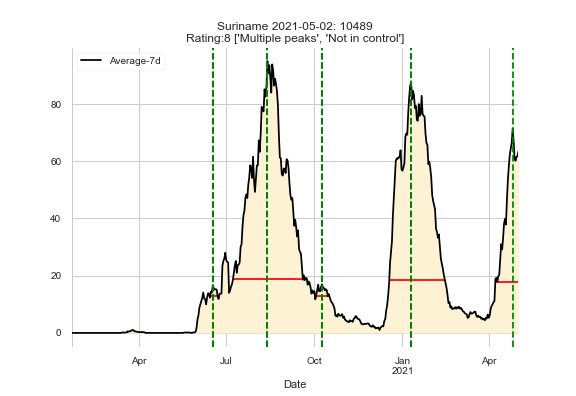 Suriname 2021-05-02: 10489
Rating:8 ['Multiple peaks', 'Not in control']
Average-7d
80
60
40
20
0
Apr
Jul
Oct
Jan
2021
Apr
Date